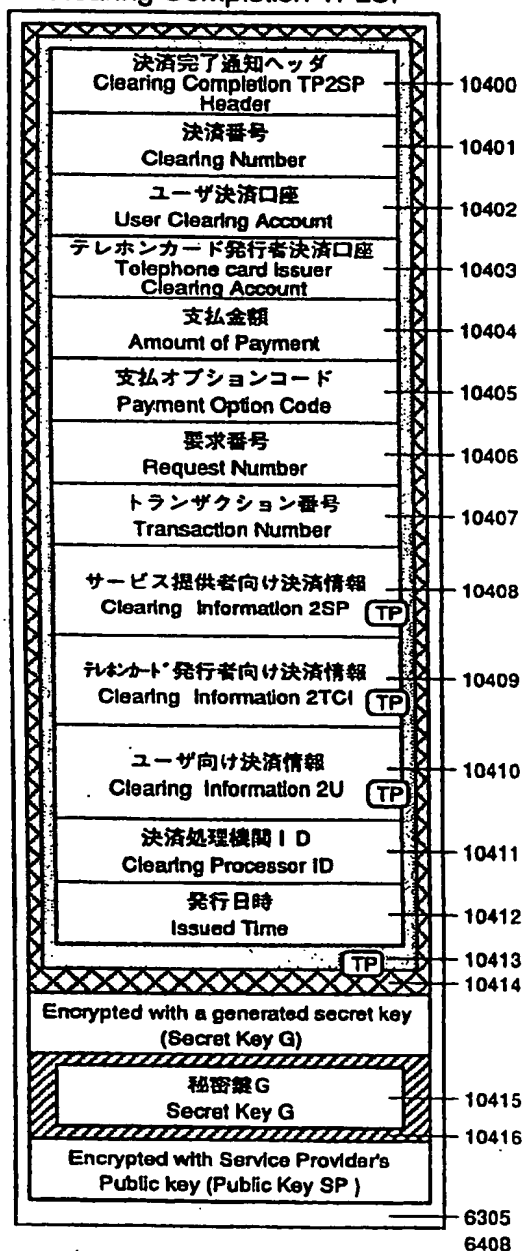 決済完了通知ヘッダ
Clearing Completion TP2SP
Header
10400
決済番号
Clearing Number
10401
ユーザ決済口座
User Clearing Account
10402
テレホンカード発行者決済口座
Telephone card Issuer
Clearing Account
10403
支払金額
Amount of Payment
10404
支払オプションコード
Payment Option Code
10405
要求番号
Request Number
10406
トランザクション番号
Transaction Number
10407
サービス提供者向け決済情報
Clearing Information 2SP
TP
10408
テレホンカード発行者向け決済情報
Clearing Information 2TCI
TP
10409
ユーザ向け決済情報
Clearing Information 2U
TP
10410
決済処理機関ID
Clearing Processor ID
10411
発行日時
Issued Time
10412
TP
10413
10414
Encrypted with a generated secret key
(Secret Key G)
秘密鍵G
Secret Key G
10415
10416
Encrypted with Service Provider's
Public key (Public Key SP )
6305
6408